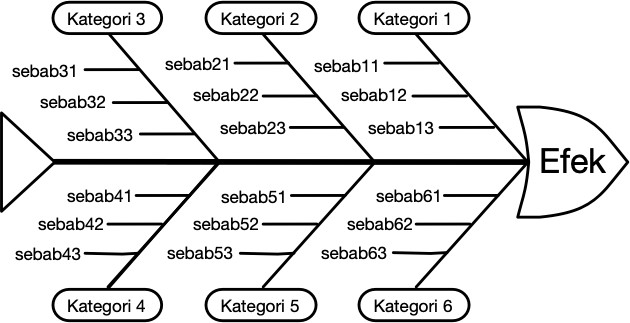 Kategori 3
Kategori 2
Kategori 1
sebab31
sebab32
sebab33
sebab21
sebab22
sebab23
sebab11
sebab12
sebab13
Efek
sebab41
sebab42
sebab43
sebab51
sebab52
sebab53
sebab61
sebab62
sebab63
Kategori 4
Kategori 5
Kategori 6